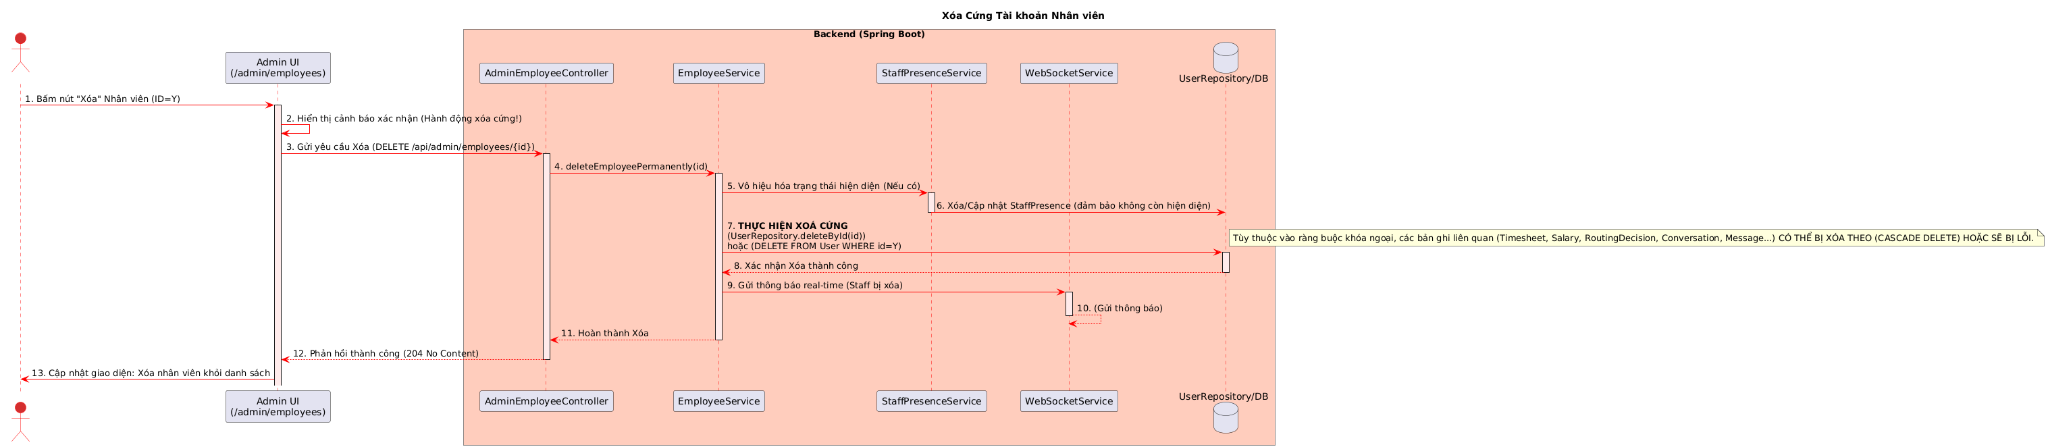 Xóa Cứng Tài khoản Nhân viên
Backend (Spring Boot)
Admin UI
(/admin/employees)
AdminEmployeeController
EmployeeService
StaffPresenceService
WebSocketService
UserRepository/DB
1. Bấm nút "Xóa" Nhân viên (ID=Y)
2. Hiển thị cảnh báo xác nhận (Hành động xóa cứng!)
3. Gửi yêu cầu Xóa (DELETE /api/admin/employees/{id})
4. deleteEmployeePermanently(id)
5. Vô hiệu hóa trạng thái hiện diện (Nếu có)
6. Xóa/Cập nhật StaffPresence (đảm bảo không còn hiện diện)
7. THỰC HIỆN XOÁ CỨNG
(UserRepository.deleteById(id))
hoặc (DELETE FROM User WHERE id=Y)
Tùy thuộc vào ràng buộc khóa ngoại, các bản ghi liên quan (Timesheet, Salary, RoutingDecision, Conversation, Message...) CÓ THỂ BỊ XÓA THEO (CASCADE DELETE) HOẶC SẼ BỊ LỖI.
8. Xác nhận Xóa thành công
9. Gửi thông báo real-time (Staff bị xóa)
10. (Gửi thông báo)
11. Hoàn thành Xóa
12. Phản hồi thành công (204 No Content)
13. Cập nhật giao diện: Xóa nhân viên khỏi danh sách
Admin UI
(/admin/employees)
AdminEmployeeController
EmployeeService
StaffPresenceService
WebSocketService
UserRepository/DB